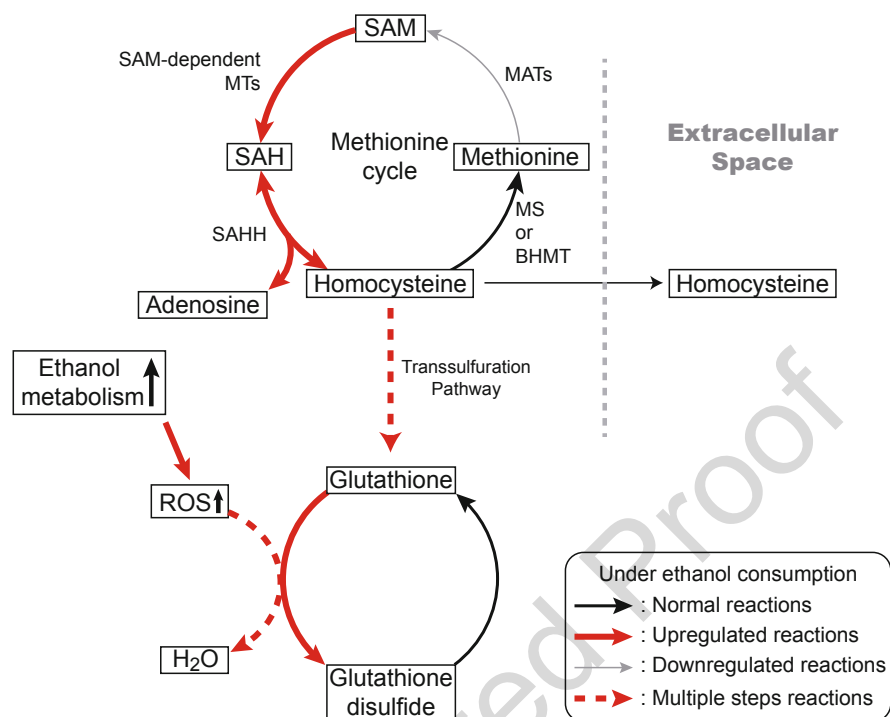 SAM
SAM-dependent
MTs
MATs
Extracellular
Space
SAH
Methionine
cycle
Methionine
SAHH
MS
or
BHMT
Adenosine
Homocysteine
Homocysteine
Ethanol
metabolism
Transsulfuration
Pathway
Glutathione
ROS
H2O
Glutathione
disulfide
Under ethanol consumption
: Normal reactions
: Upregulated reactions
: Downregulated reactions
: Multiple steps reactions
ed Proof